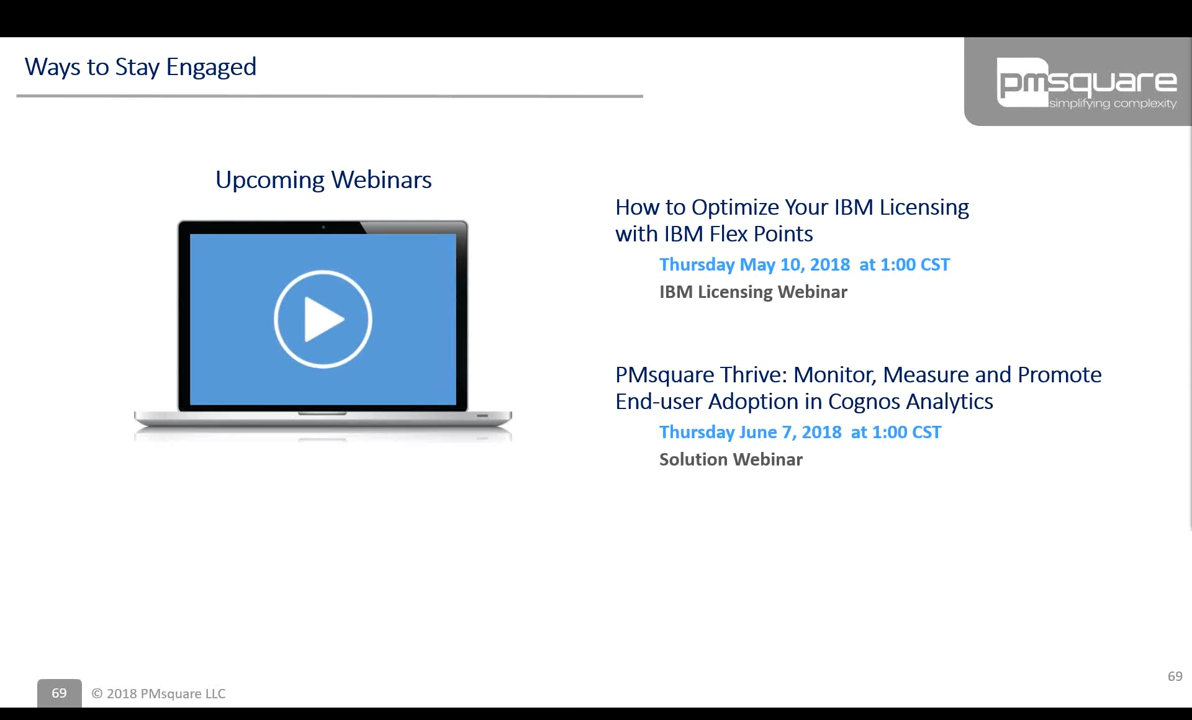 Ways to Stay Engaged
pmsquare
simplifying complexity
Upcoming Webinars
How to Optimize Your IBM Licensing
with IBM Flex Points
Thursday May 10, 2018  at 1:00 CST
IBM Licensing Webinar
PMsquare Thrive: Monitor, Measure and Promote
End-user Adoption in Cognos Analytics
Thursday June 7, 2018  at 1:00 CST
Solution Webinar
69
69 © 2018 PMsquare LLC